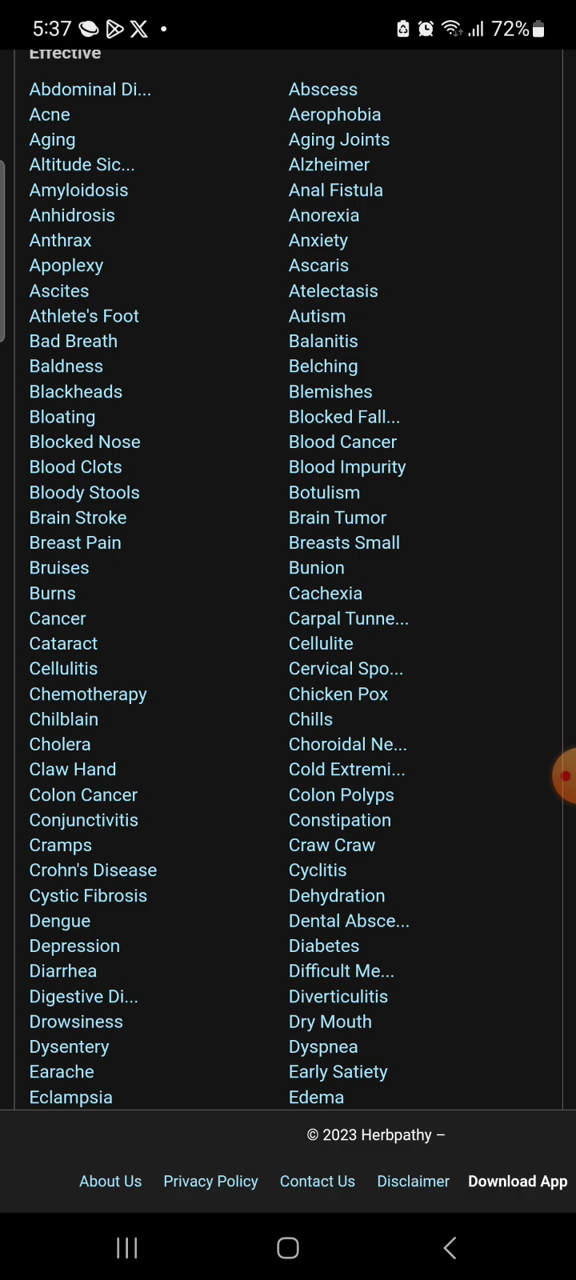 5:37 72%
Effective
Abdominal Di... Abscess
Acne Aerophobia
Aging Aging Joints
Altitude Sic... Alzheimer
Amyloidosis Anal Fistula
Anhidrosis Anorexia
Anthrax Anxiety
Apoplexy Ascaris
Ascites Atelectasis
Athlete's Foot Autism
Bad Breath Balanitis
Baldness Belching
Blackheads Blemishes
Bloating Blocked Fall...
Blocked Nose Blood Cancer
Blood Clots Blood Impurity
Bloody Stools Botulism
Brain Stroke Brain Tumor
Breast Pain Breasts Small
Bruises Bunion
Burns Cachexia
Cancer Carpal Tunne...
Cataract Cellulite
Cellulitis Cervical Spo...
Chemotherapy Chicken Pox
Chilblain Chills
Cholera Choroidal Ne...
Claw Hand Cold Extremi...
Colon Cancer Colon Polyps
Conjunctivitis Constipation
Cramps Craw Craw
Crohn's Disease Cyclitis
Cystic Fibrosis Dehydration
Dengue Dental Absce...
Depression Diabetes
Diarrhea Difficult Me...
Digestive Di... Diverticulitis
Drowsiness Dry Mouth
Dysentery Dyspnea
Earache Early Satiety
Eclampsia Edema
© 2023 Herbpathy –
About Us Privacy Policy Contact Us Disclaimer Download App